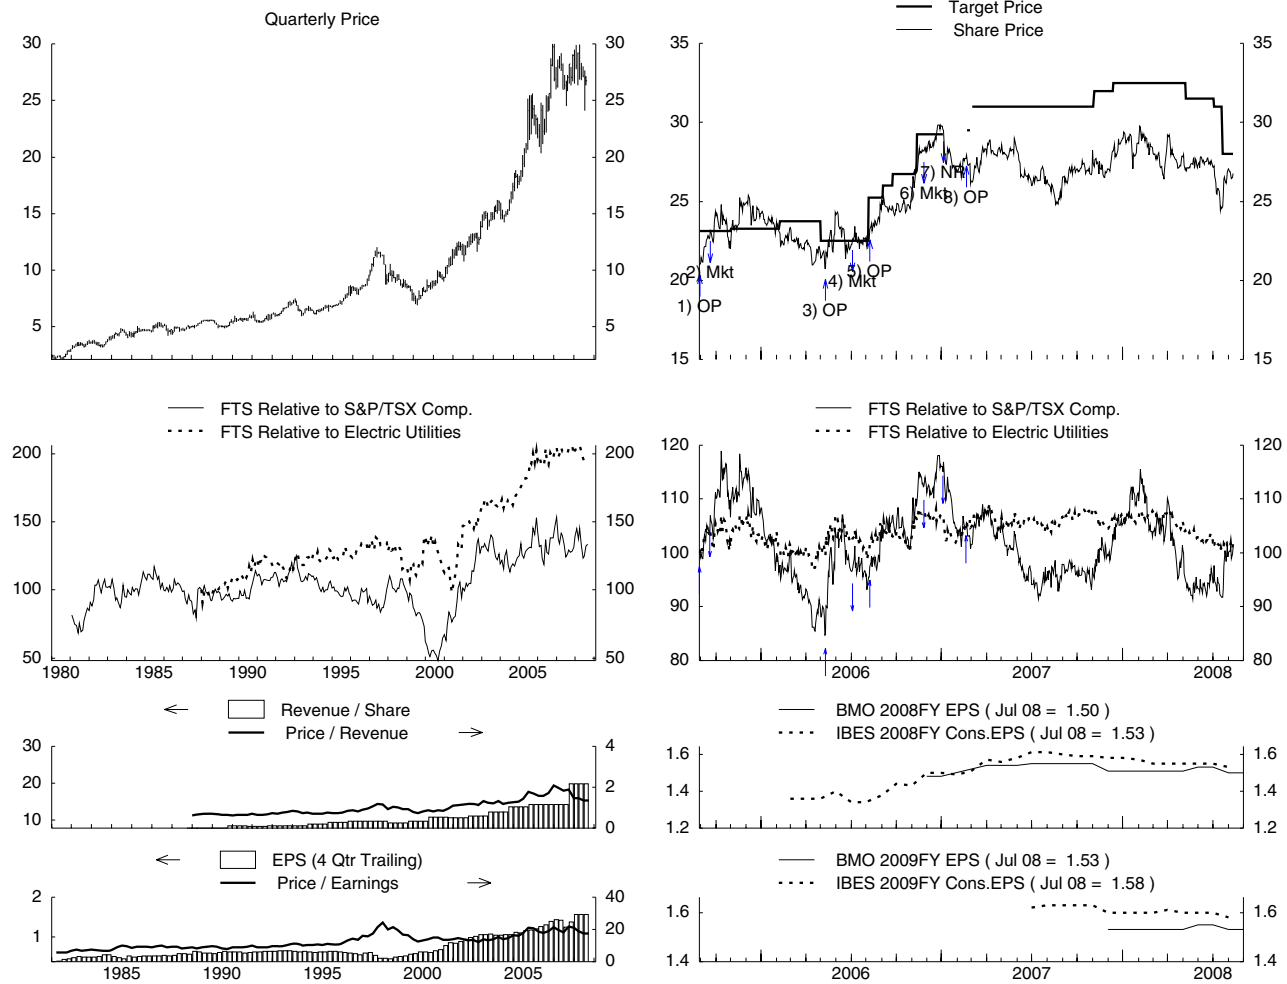 Quarterly Price
30 30
25 25
20 20
15 15
10 10
5 5
Target Price
Share Price
35 35
30 30
25 25
20 20
15 15
1) OP
2) Mkt
3) OP
4) Mkt
5) OP
6) Mkt
7) NR
8) OP
FTS Relative to S&P/TSX Comp.
FTS Relative to Electric Utilities
200 200
150 150
100 100
50 50
1980 1985 1990 1995 2000 2005
FTS Relative to S&P/TSX Comp.
FTS Relative to Electric Utilities
120 120
110 110
100 100
90 90
80 80
2006 2007 2008
Revenue / Share
Price / Revenue
30 4
20 2
10 0
BMO 2008FY EPS ( Jul 08 = 1.50 )
IBES 2008FY Cons.EPS ( Jul 08 = 1.53 )
1.6 1.6
1.4 1.4
1.2 1.2
EPS (4 Qtr Trailing)
Price / Earnings
2 40
1 20
0
1985 1990 1995 2000 2005
BMO 2009FY EPS ( Jul 08 = 1.53 )
IBES 2009FY Cons.EPS ( Jul 08 = 1.58 )
1.6 1.6
1.4 1.4
2006 2007 2008